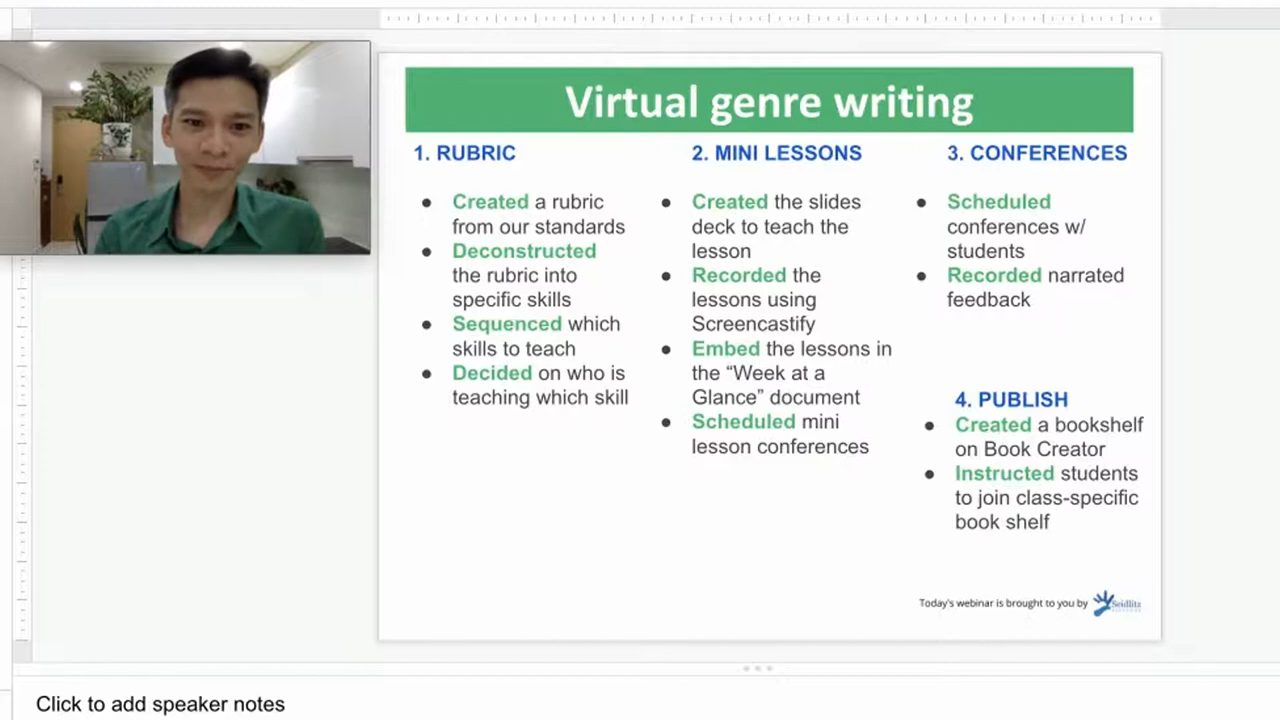 Virtual genre writing
1. RUBRIC
● Created a rubric
from our standards
● Deconstructed
the rubric into
specific skills
● Sequenced which
skills to teach
● Decided on who is
teaching which skill
2. MINI LESSONS
● Created the slides
deck to teach the
lesson
● Recorded the
lessons using
Screencastify
● Embed the lessons in
the “Week at a
Glance” document
● Scheduled mini
lesson conferences
3. CONFERENCES
● Scheduled
conferences w/
students
● Recorded narrated
feedback
4. PUBLISH
● Created a bookshelf
on Book Creator
● Instructed students
to join class-specific
book shelf
Today's webinar is brought to you by Seidlitz
Click to add speaker notes